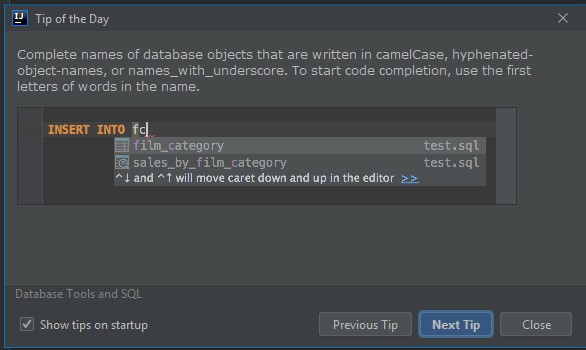 IJ
Tip of the Day
Complete names of database objects that are written in camelCase, hyphenated-
object-names, or names_with_underscore. To start code completion, use the first
letters of words in the name.
INSERT INTO fc
film_category test.sql
sales_by_film_category test.sql
^↓ and ^↑ will move caret down and up in the editor >>
Database Tools and SQL
Show tips on startup
Previous Tip
Next Tip
Close